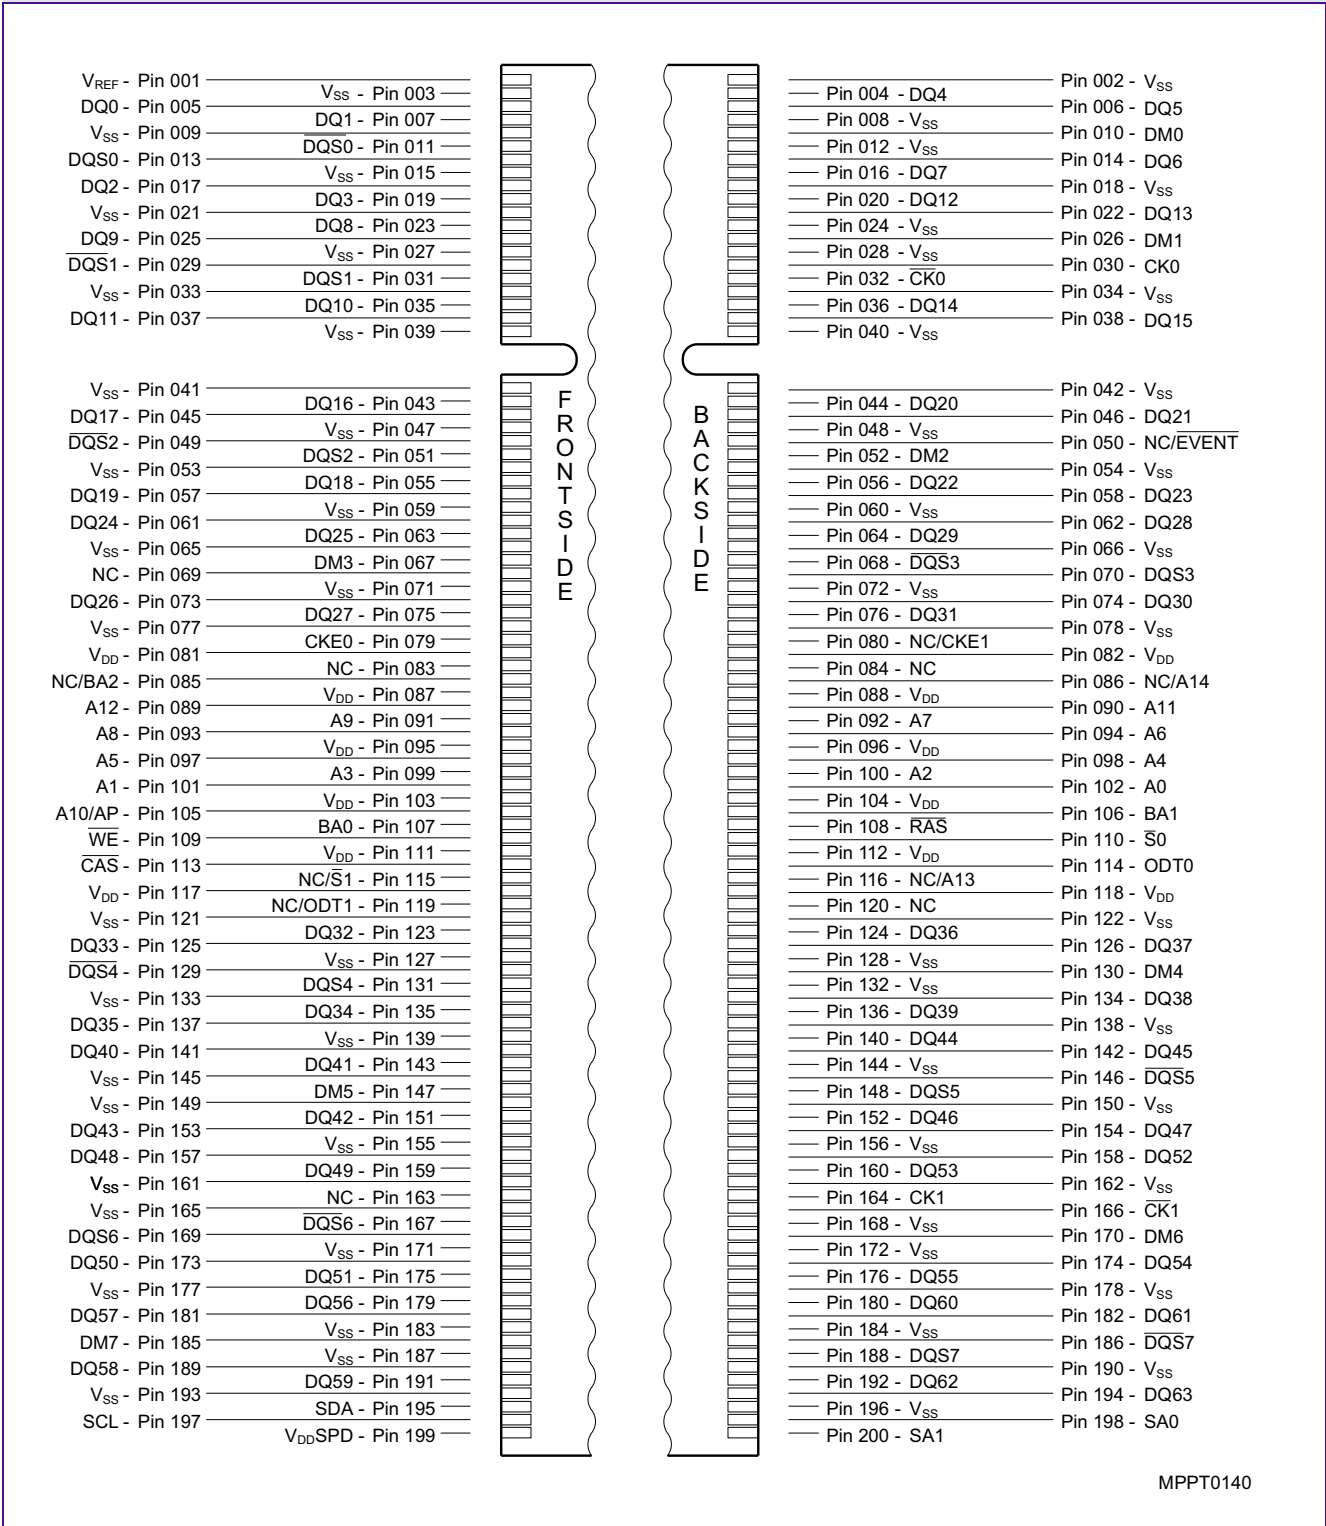 VREF - Pin 001 Pin 002 - VSS
VSS - Pin 003 Pin 004 - DQ4
DQ0 - Pin 005 Pin 006 - DQ5
DQ1 - Pin 007 Pin 008 - VSS
VSS - Pin 009 Pin 010 - DM0
DQS0 - Pin 011 Pin 012 - VSS
DQS0 - Pin 013 Pin 014 - DQ6
VSS - Pin 015 Pin 016 - DQ7
DQ2 - Pin 017 Pin 018 - VSS
DQ3 - Pin 019 Pin 020 - DQ12
VSS - Pin 021 Pin 022 - DQ13
DQ8 - Pin 023 Pin 024 - VSS
DQ9 - Pin 025 Pin 026 - DM1
VSS - Pin 027 Pin 028 - VSS
DQS1 - Pin 029 Pin 030 - CK0
DQS1 - Pin 031 Pin 032 - CK0
VSS - Pin 033 Pin 034 - VSS
DQ10 - Pin 035 Pin 036 - DQ14
DQ11 - Pin 037 Pin 038 - DQ15
VSS - Pin 039 Pin 040 - VSS
VSS - Pin 041 Pin 042 - VSS
DQ16 - Pin 043 Pin 044 - DQ20
DQ17 - Pin 045 Pin 046 - DQ21
VSS - Pin 047 Pin 048 - VSS
DQS2 - Pin 049 Pin 050 - NC/EVENT
DQS2 - Pin 051 Pin 052 - DM2
VSS - Pin 053 Pin 054 - VSS
DQ18 - Pin 055 Pin 056 - DQ22
DQ19 - Pin 057 Pin 058 - DQ23
VSS - Pin 059 Pin 060 - VSS
DQ24 - Pin 061 Pin 062 - DQ28
DQ25 - Pin 063 Pin 064 - DQ29
VSS - Pin 065 Pin 066 - VSS
DM3 - Pin 067 Pin 068 - DQS3
NC - Pin 069 Pin 070 - DQS3
VSS - Pin 071 Pin 072 - VSS
DQ26 - Pin 073 Pin 074 - DQ30
DQ27 - Pin 075 Pin 076 - DQ31
VSS - Pin 077 Pin 078 - VSS
CKE0 - Pin 079 Pin 080 - NC/CKE1
VDD - Pin 081 Pin 082 - VDD
NC - Pin 083 Pin 084 - NC
NC/BA2 - Pin 085 Pin 086 - NC/A14
VDD - Pin 087 Pin 088 - VDD
A12 - Pin 089 Pin 090 - A11
A9 - Pin 091 Pin 092 - A7
A8 - Pin 093 Pin 094 - A6
VDD - Pin 095 Pin 096 - VDD
A5 - Pin 097 Pin 098 - A4
A3 - Pin 099 Pin 100 - A2
A1 - Pin 101 Pin 102 - A0
VDD - Pin 103 Pin 104 - VDD
A10/AP - Pin 105 Pin 106 - BA1
BA0 - Pin 107 Pin 108 - RAS
WE - Pin 109 Pin 110 - S0
VDD - Pin 111 Pin 112 - VDD
CAS - Pin 113 Pin 114 - ODT0
NC/S1 - Pin 115 Pin 116 - NC/A13
VDD - Pin 117 Pin 118 - VDD
NC/ODT1 - Pin 119 Pin 120 - NC
VSS - Pin 121 Pin 122 - VSS
DQ32 - Pin 123 Pin 124 - DQ36
DQ33 - Pin 125 Pin 126 - DQ37
VSS - Pin 127 Pin 128 - VSS
DQS4 - Pin 129 Pin 130 - DM4
DQS4 - Pin 131 Pin 132 - VSS
VSS - Pin 133 Pin 134 - DQ38
DQ34 - Pin 135 Pin 136 - DQ39
DQ35 - Pin 137 Pin 138 - VSS
VSS - Pin 139 Pin 140 - DQ44
DQ40 - Pin 141 Pin 142 - DQ45
DQ41 - Pin 143 Pin 144 - VSS
VSS - Pin 145 Pin 146 - DQS5
DM5 - Pin 147 Pin 148 - DQS5
VSS - Pin 149 Pin 150 - VSS
DQ42 - Pin 151 Pin 152 - DQ46
DQ43 - Pin 153 Pin 154 - DQ47
VSS - Pin 155 Pin 156 - VSS
DQ48 - Pin 157 Pin 158 - DQ52
DQ49 - Pin 159 Pin 160 - DQ53
VSS - Pin 161 Pin 162 - VSS
NC - Pin 163 Pin 164 - CK1
VSS - Pin 165 Pin 166 - CK1
DQS6 - Pin 167 Pin 168 - VSS
DQS6 - Pin 169 Pin 170 - DM6
VSS - Pin 171 Pin 172 - VSS
DQ50 - Pin 173 Pin 174 - DQ54
DQ51 - Pin 175 Pin 176 - DQ55
VSS - Pin 177 Pin 178 - VSS
DQ56 - Pin 179 Pin 180 - DQ60
DQ57 - Pin 181 Pin 182 - DQ61
VSS - Pin 183 Pin 184 - VSS
DM7 - Pin 185 Pin 186 - DQS7
VSS - Pin 187 Pin 188 - DQS7
DQ58 - Pin 189 Pin 190 - VSS
DQ59 - Pin 191 Pin 192 - DQ62
VSS - Pin 193 Pin 194 - DQ63
SDA - Pin 195 Pin 196 - VSS
SCL - Pin 197 Pin 198 - SA0
VDDSPD - Pin 199 Pin 200 - SA1
FRONTSIDE
BACKSIDE
MPPT0140